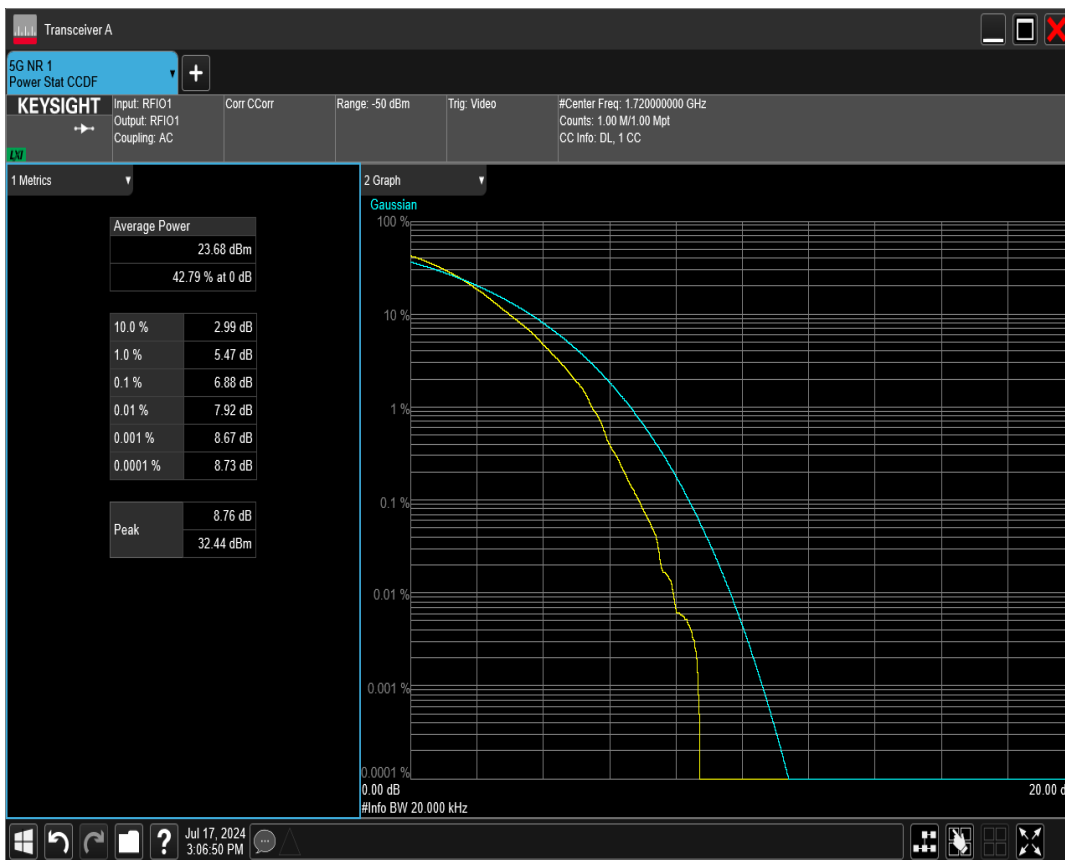 Transceiver A
5G NR 1
Power Stat CCDF
KEYSIGHT
LXI
Input: RFIO1
Output: RFIO1
Coupling: AC
Corr CCorr
Range: -50 dBm
Trig: Video
#Center Freq: 1.720000000 GHz
Counts: 1.00 M/1.00 Mpt
CC Info: DL, 1 CC
1 Metrics
Average Power
23.68 dBm
42.79 % at 0 dB
10.0 % 2.99 dB
1.0 % 5.47 dB
0.1 % 6.88 dB
0.01 % 7.92 dB
0.001 % 8.67 dB
0.0001 % 8.73 dB
Peak
8.76 dB
32.44 dBm
2 Graph
Gaussian
100 %
10 %
1 %
0.1 %
0.01 %
0.001 %
0.0001 %
0.00 dB
20.00 d
#Info BW 20.000 kHz
Jul 17, 2024
3:06:50 PM